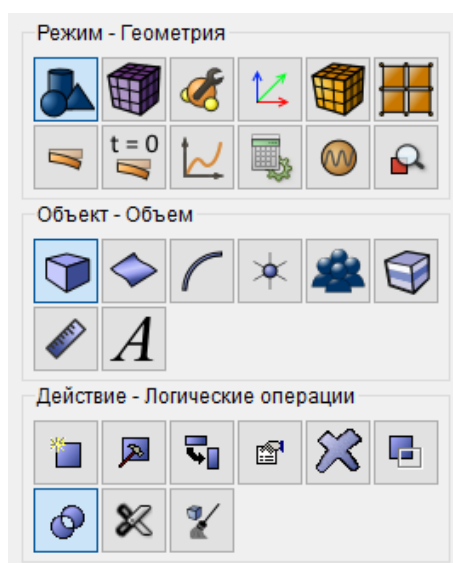 Режим - Геометрия
t = 0
Объект - Объем
A
Действие - Логические операции